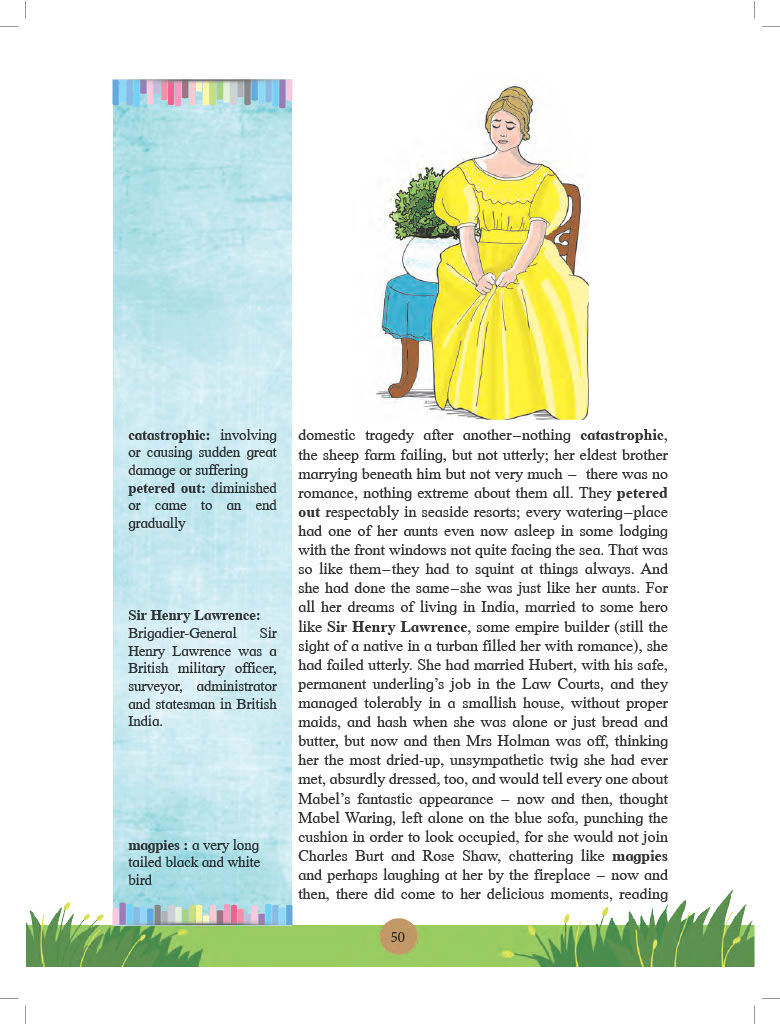 catastrophic: involving
or causing sudden great
damage or suffering
petered out: diminished
or came to an end
gradually
Sir Henry Lawrence:
Brigadier-General Sir
Henry Lawrence was a
British military officer,
surveyor, administrator
and statesman in British
India.
magpies : a very long
tailed black and white
bird
domestic tragedy after another–nothing catastrophic,
the sheep farm failing, but not utterly; her eldest brother
marrying beneath him but not very much – there was no
romance, nothing extreme about them all. They petered
out respectably in seaside resorts; every watering–place
had one of her aunts even now asleep in some lodging
with the front windows not quite facing the sea. That was
so like them–they had to squint at things always. And
she had done the same–she was just like her aunts. For
all her dreams of living in India, married to some hero
like Sir Henry Lawrence, some empire builder (still the
sight of a native in a turban filled her with romance), she
had failed utterly. She had married Hubert, with his safe,
permanent underling's job in the Law Courts, and they
managed tolerably in a smallish house, without proper
maids, and hash when she was alone or just bread and
butter, but now and then Mrs Holman was off, thinking
her the most dried-up, unsympathetic twig she had ever
met, absurdly dressed, too, and would tell every one about
Mabel's fantastic appearance – now and then, thought
Mabel Waring, left alone on the blue sofa, punching the
cushion in order to look occupied, for she would not join
Charles Burt and Rose Shaw, chattering like magpies
and perhaps laughing at her by the fireplace – now and
then, there did come to her delicious moments, reading
50